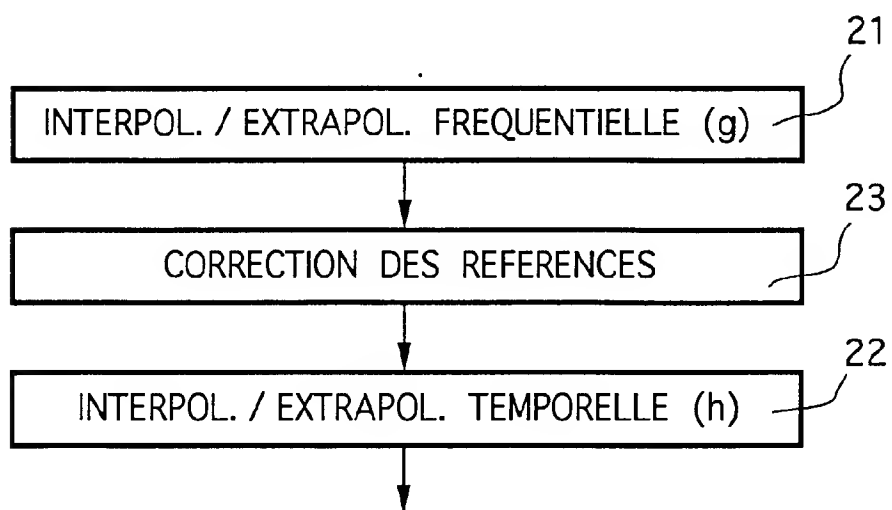 21
INTERPOL. / EXTRAPOL. FREQUENTIELLE (g)
23
CORRECTION DES REFERENCES
22
INTERPOL. / EXTRAPOL. TEMPORELLE (h)